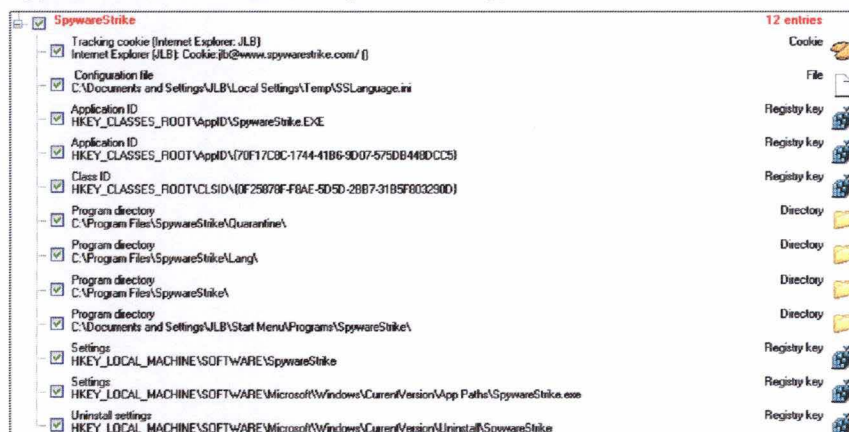 SpywareStrike 12 entries
Tracking cookie (Internet Explorer: JLB) Cookie
Internet Explorer (JLB): Cookie:jlb@www.spywarestrike.com/ ()
Configuration file File
C:\Documents and Settings\JLB\Local Settings\Temp\SSLanguage.ini
Application ID Registry key
HKEY_CLASSES_ROOT\AppID\SpywareStrike.EXE
Application ID Registry key
HKEY_CLASSES_ROOT\AppID\{70F17C8C-1744-41B6-9D07-575DB448DCC5}
Class ID Registry key
HKEY_CLASSES_ROOT\CLSID\{0F25878F-F8AE-5D5D-2BB7-31B5F803290D}
Program directory Directory
C:\Program Files\SpywareStrike\Quarantine\
Program directory Directory
C:\Program Files\SpywareStrike\Lang\
Program directory Directory
C:\Program Files\SpywareStrike\
Program directory Directory
C:\Documents and Settings\JLB\Start Menu\Programs\SpywareStrike\
Settings Registry key
HKEY_LOCAL_MACHINE\SOFTWARE\SpywareStrike
Settings Registry key
HKEY_LOCAL_MACHINE\SOFTWARE\Microsoft\Windows\CurrentVersion\App Paths\SpywareStrike.exe
Uninstall settings Registry key
HKEY_LOCAL_MACHINE\SOFTWARE\Microsoft\Windows\CurrentVersion\Uninstall\SpywareStrike